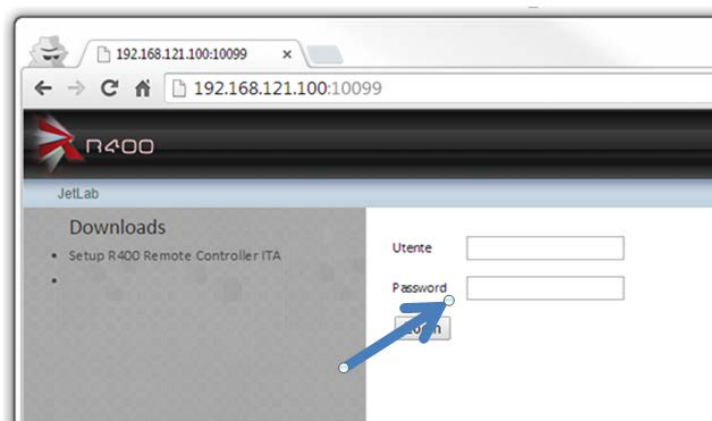 192.168.121.100:10099
192.168.121.100:10099
R400
JetLab
Downloads
Setup R400 Remote Controller ITA
Utente
Password
Login